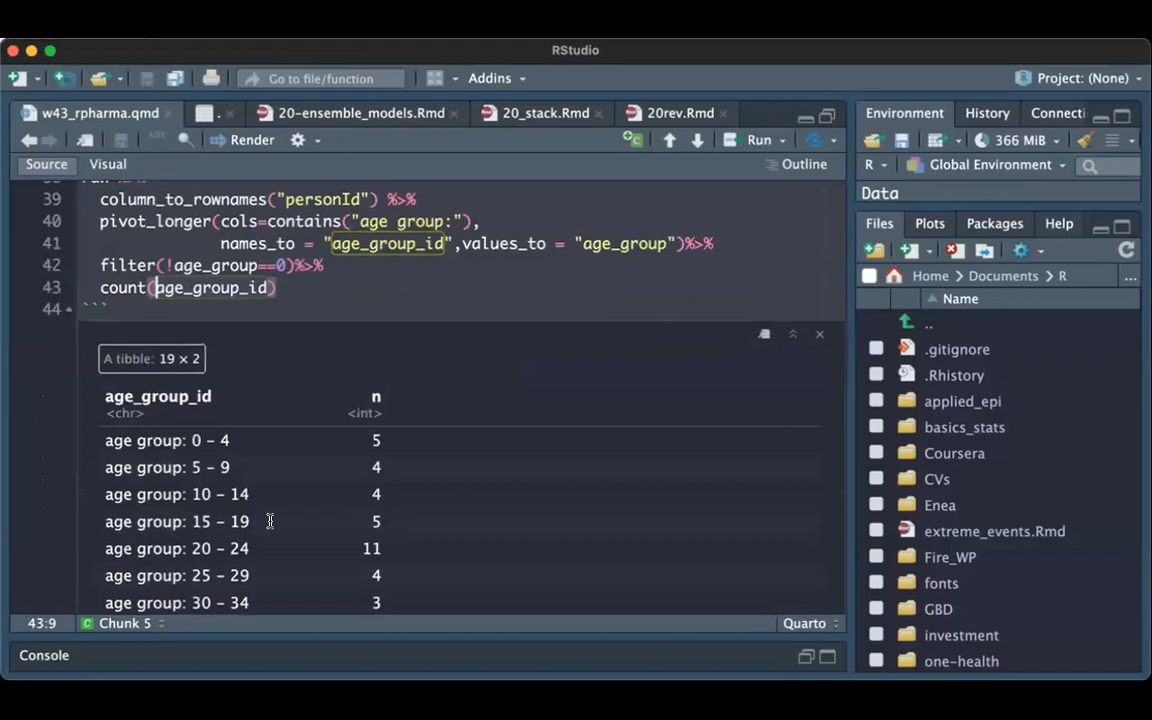 RStudio
Go to file/function
Addins
Project: (None)
w43_rpharma.qmd
.
20-ensemble_models.Rmd
20_stack.Rmd
20rev.Rmd
Render
Run
Source
Visual
Outline
39 column_to_rownames("personId") %>%
40 pivot_longer(cols=contains("age group:"),
41 names_to = "age_group_id",values_to = "age_group")%>%
42 filter(!age_group==0)%>%
43 count(age_group_id)
44 ```
A tibble: 19 × 2
age_group_id n
<chr> <int>
age group: 0 - 4 5
age group: 5 - 9 4
age group: 10 - 14 4
age group: 15 - 19 5
age group: 20 - 24 11
age group: 25 - 29 4
age group: 30 - 34 3
43:9
Chunk 5
Quarto
Console
Environment
History
Connecti
366 MiB
R
Global Environment
Data
Files
Plots
Packages
Help
Home
Documents
R
...
Name
..
.gitignore
.Rhistory
applied_epi
basics_stats
Coursera
CVs
Enea
extreme_events.Rmd
Fire_WP
fonts
GBD
investment
one-health